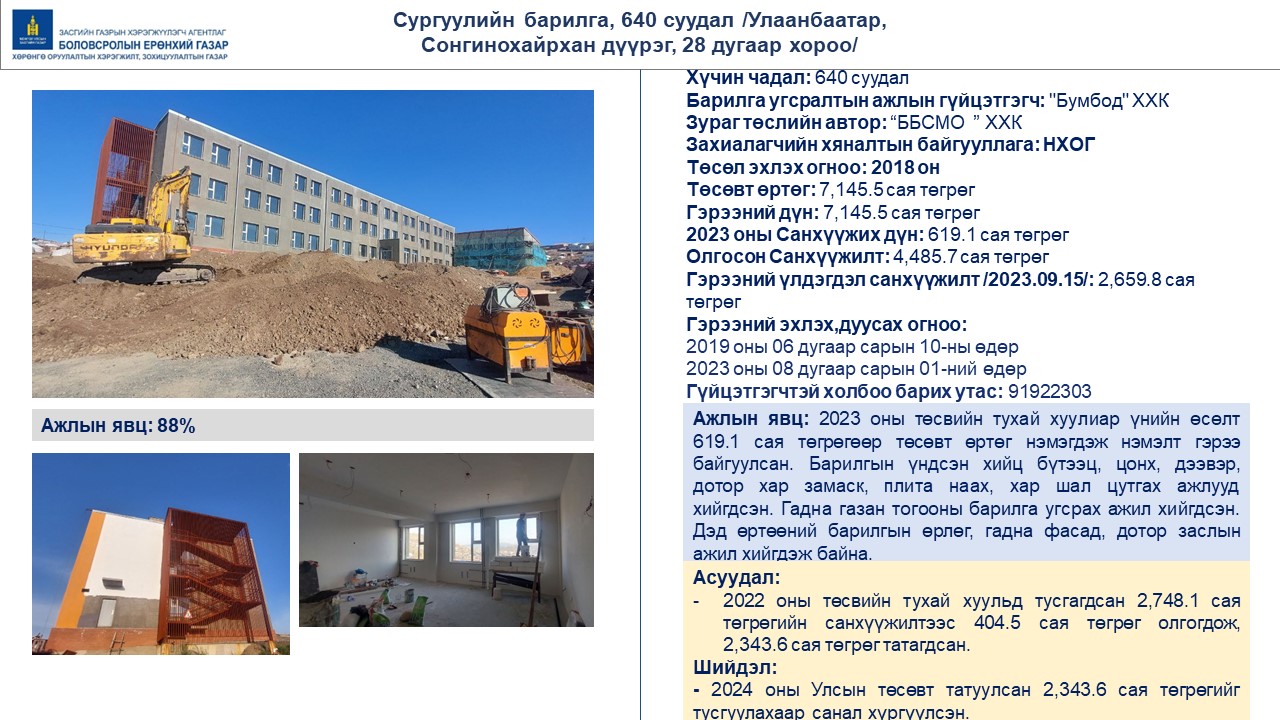 ЗАСГИЙН ГАЗРЫН ХЭРЭГЖҮҮЛЭГЧ АГЕНТЛАГ
БОЛОВСРОЛЫН ЕРӨНХИЙ ГАЗАР
ХӨРӨНГӨ ОРУУЛАЛТЫН ХЭРЭГЖИЛТ, ЗОХИЦУУЛАЛТЫН ГАЗАР
Сургуулийн барилга, 640 суудал /Улаанбаатар,
Сонгинохайрхан дүүрэг, 28 дугаар хороо/
HYUNDAI
Ажлын явц: 88%
Хүчин чадал: 640 суудал
Барилга угсралтын ажлын гүйцэтгэгч: "Бумбод" ХХК
Зураг төслийн автор: “ББСМО ” ХХК
Захиалагчийн хяналтын байгууллага: НХОГ
Төсөл эхлэх огноо: 2018 он
Төсөвт өртөг: 7,145.5 сая төгрөг
Гэрээний дүн: 7,145.5 сая төгрөг
2023 оны Санхүүжих дүн: 619.1 сая төгрөг
Олгосон Санхүүжилт: 4,485.7 сая төгрөг
Гэрээний үлдэгдэл санхүүжилт /2023.09.15/: 2,659.8 сая
төгрөг
Гэрээний эхлэх,дуусах огноо:
2019 оны 06 дугаар сарын 10-ны өдөр
2023 оны 08 дугаар сарын 01-ний өдөр
Гүйцэтгэгчтэй холбоо барих утас: 91922303
Ажлын явц: 2023 оны төсвийн тухай хуулиар үнийн өсөлт
619.1 сая төгрөгөөр төсөвт өртөг нэмэгдэж нэмэлт гэрээ
байгуулсан. Барилгын үндсэн хийц бүтээц, цонх, дээвэр,
дотор хар замаск, плита наах, хар шал цутгах ажлууд
хийгдсэн. Гадна газан тогооны барилга угсрах ажил хийгдсэн.
Дэд өртөөний барилгын өрлөг, гадна фасад, дотор заслын
ажил хийгдэж байна.
Асуудал:
- 2022 оны төсвийн тухай хуульд тусгагдсан 2,748.1 сая
төгрөгийн санхүүжилтээс 404.5 сая төгрөг олгогдож,
2,343.6 сая төгрөг татагдсан.
Шийдэл:
- 2024 оны Улсын төсөвт татуулсан 2,343.6 сая төгрөгийг
тусгуулахаар санал хүргүүлсэн.